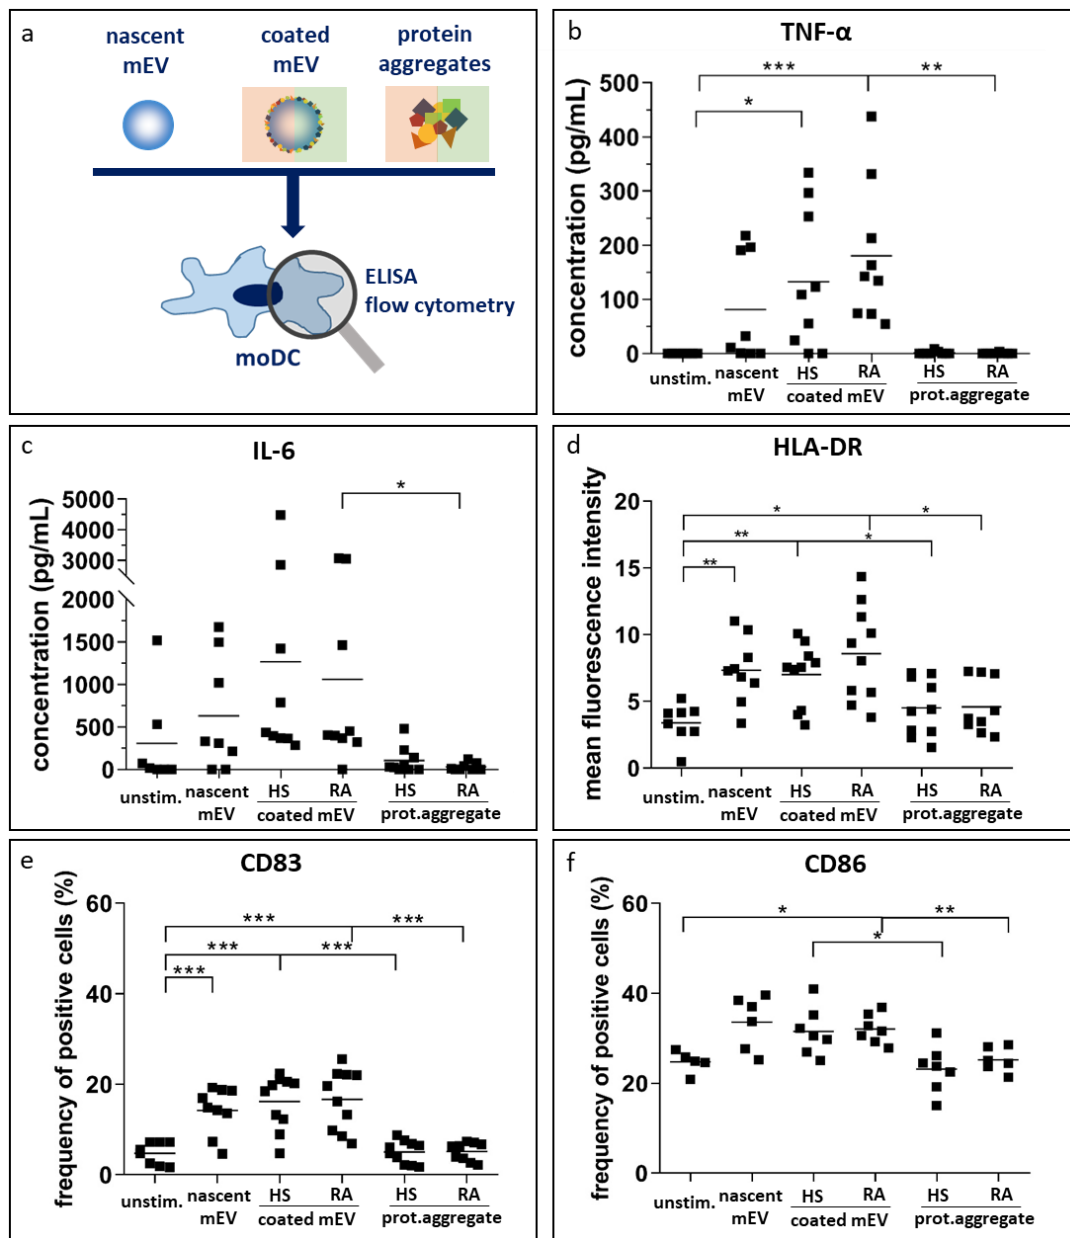 a
nascent
mEV
coated
mEV
protein
aggregates
ELISA
flow cytometry
moDC
b
TNF-α
concentration (pg/mL)
500
400
300
200
100
0
***
**
*
unstim.
nascent
mEV
HS
RA
coated mEV
HS
RA
prot.aggregate
c
IL-6
concentration (pg/mL)
5000
4000
3000
2000
1500
1000
500
0
*
unstim.
nascent
mEV
HS
RA
coated mEV
HS
RA
prot.aggregate
d
HLA-DR
mean fluorescence intensity
20
15
10
5
0
*
*
**
*
**
unstim.
nascent
mEV
HS
RA
coated mEV
HS
RA
prot.aggregate
e
CD83
frequency of positive cells (%)
60
40
20
0
***
***
***
***
***
unstim.
nascent
mEV
HS
RA
coated mEV
HS
RA
prot.aggregate
f
CD86
frequency of positive cells (%)
60
40
20
0
*
**
*
unstim.
nascent
mEV
HS
RA
coated mEV
HS
RA
prot.aggregate